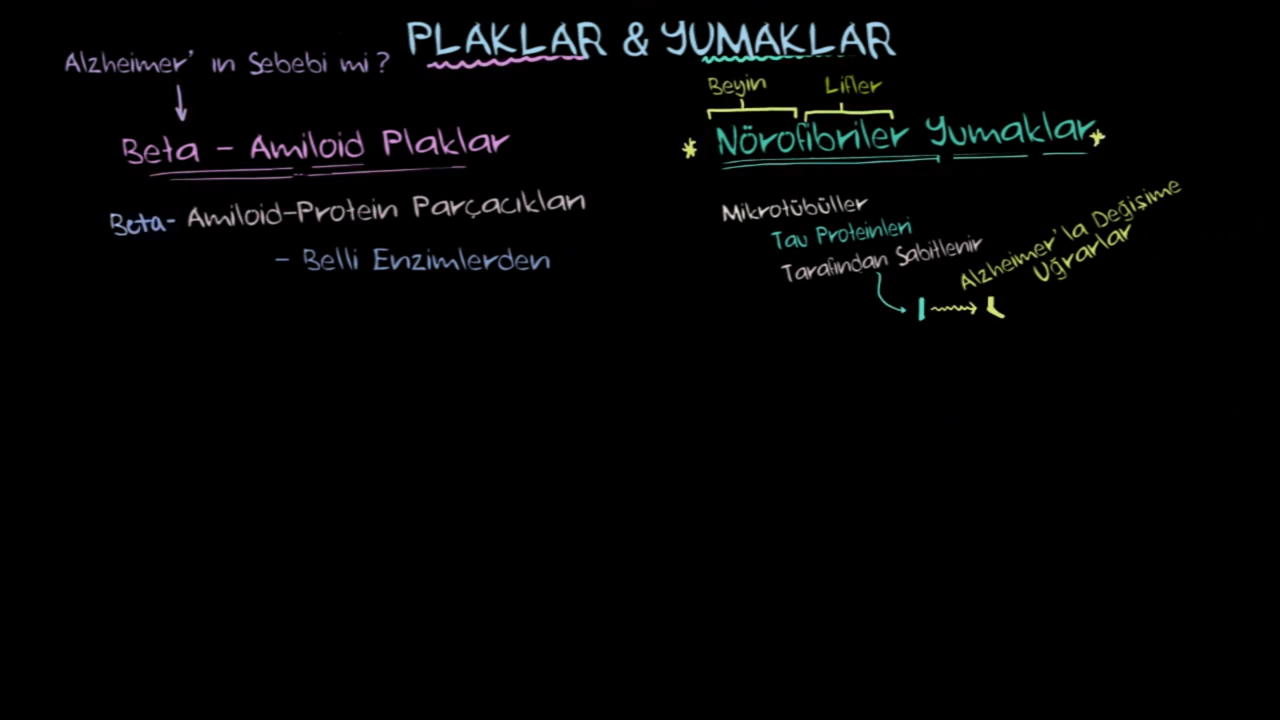 PLAKLAR & YUMAKLAR
Alzheimer' ın Sebebi mi ?
Beta - Amiloid Plaklar
Beta- Amiloid-Protein Parçacıkları
- Belli Enzimlerden
Beyin Lifler
* Nörofibriler Yumaklar *
Mikrotübüller
Tau Proteinleri
Tarafından Sabitlenir
Alzheimer'la Değişime
Uğrarlar